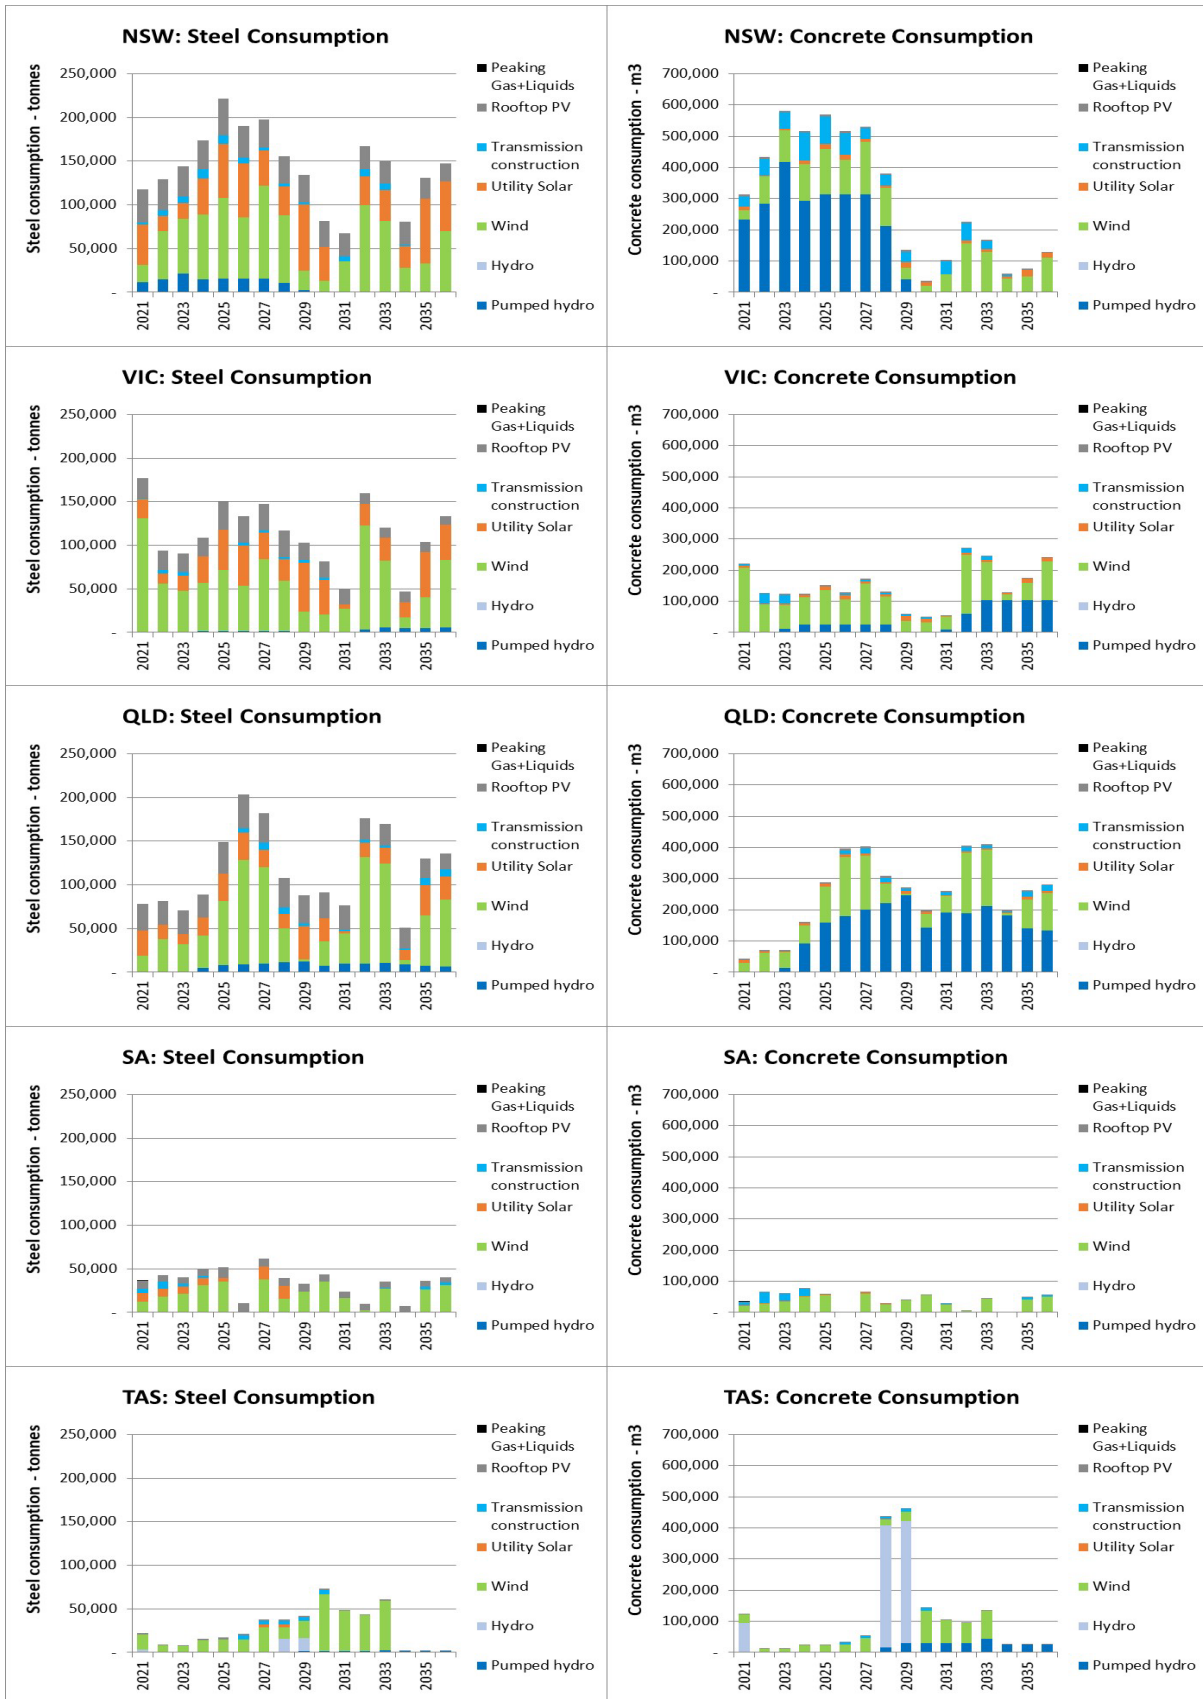 NSW: Steel Consumption
Steel consumption - tonnes
250,000
200,000
150,000
100,000
50,000
-
2021
2023
2025
2027
2029
2031
2033
2035
Peaking
Gas+Liquids
Rooftop PV
Transmission
construction
Utility Solar
Wind
Hydro
Pumped hydro
NSW: Concrete Consumption
Concrete consumption - m3
700,000
600,000
500,000
400,000
300,000
200,000
100,000
-
2021
2023
2025
2027
2029
2031
2033
2035
Peaking
Gas+Liquids
Rooftop PV
Transmission
construction
Utility Solar
Wind
Hydro
Pumped hydro
VIC: Steel Consumption
Steel consumption - tonnes
250,000
200,000
150,000
100,000
50,000
-
2021
2023
2025
2027
2029
2031
2033
2035
Peaking
Gas+Liquids
Rooftop PV
Transmission
construction
Utility Solar
Wind
Hydro
Pumped hydro
VIC: Concrete Consumption
Concrete consumption - m3
700,000
600,000
500,000
400,000
300,000
200,000
100,000
-
2021
2023
2025
2027
2029
2031
2033
2035
Peaking
Gas+Liquids
Rooftop PV
Transmission
construction
Utility Solar
Wind
Hydro
Pumped hydro
QLD: Steel Consumption
Steel consumption - tonnes
250,000
200,000
150,000
100,000
50,000
-
2021
2023
2025
2027
2029
2031
2033
2035
Peaking
Gas+Liquids
Rooftop PV
Transmission
construction
Utility Solar
Wind
Hydro
Pumped hydro
QLD: Concrete Consumption
Concrete consumption - m3
700,000
600,000
500,000
400,000
300,000
200,000
100,000
-
2021
2023
2025
2027
2029
2031
2033
2035
Peaking
Gas+Liquids
Rooftop PV
Transmission
construction
Utility Solar
Wind
Hydro
Pumped hydro
SA: Steel Consumption
Steel consumption - tonnes
250,000
200,000
150,000
100,000
50,000
-
2021
2023
2025
2027
2029
2031
2033
2035
Peaking
Gas+Liquids
Rooftop PV
Transmission
construction
Utility Solar
Wind
Hydro
Pumped hydro
SA: Concrete Consumption
Concrete consumption - m3
700,000
600,000
500,000
400,000
300,000
200,000
100,000
-
2021
2023
2025
2027
2029
2031
2033
2035
Peaking
Gas+Liquids
Rooftop PV
Transmission
construction
Utility Solar
Wind
Hydro
Pumped hydro
TAS: Steel Consumption
Steel consumption - tonnes
250,000
200,000
150,000
100,000
50,000
-
2021
2023
2025
2027
2029
2031
2033
2035
Peaking
Gas+Liquids
Rooftop PV
Transmission
construction
Utility Solar
Wind
Hydro
Pumped hydro
TAS: Concrete Consumption
Concrete consumption - m3
700,000
600,000
500,000
400,000
300,000
200,000
100,000
-
2021
2023
2025
2027
2029
2031
2033
2035
Peaking
Gas+Liquids
Rooftop PV
Transmission
construction
Utility Solar
Wind
Hydro
Pumped hydro